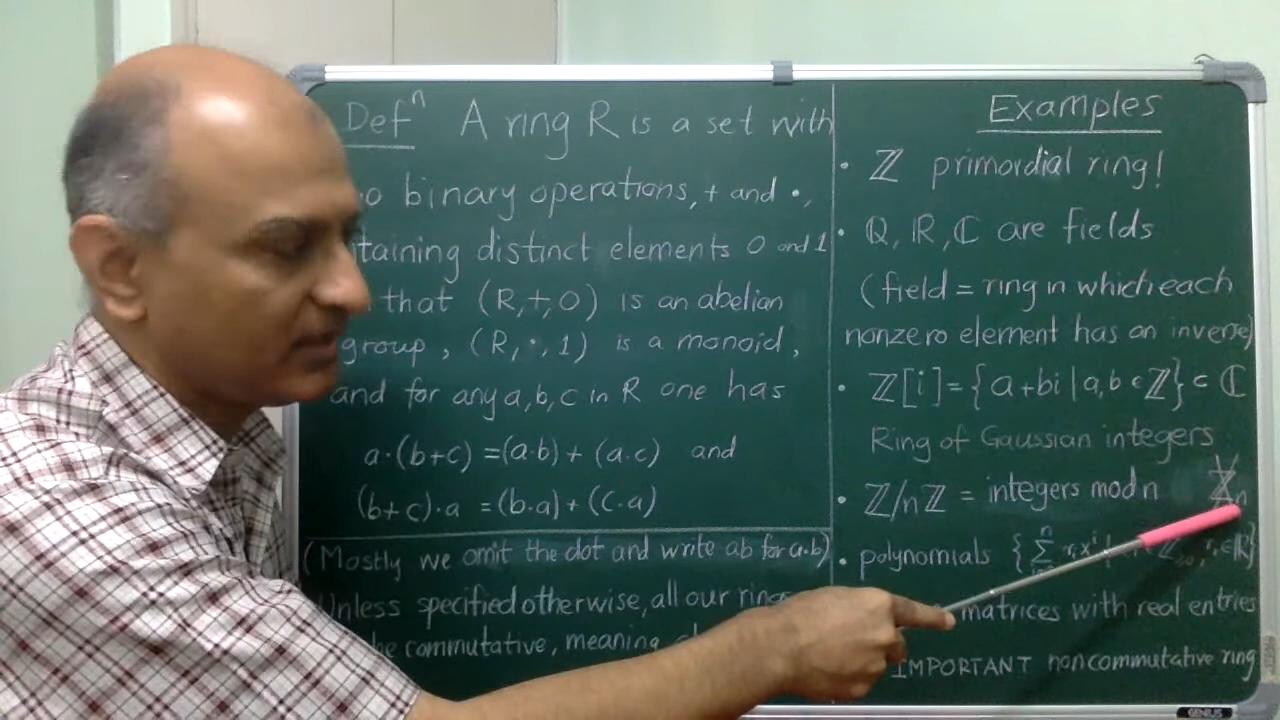 Defⁿ A ring R is a set with
binary operations, + and ·,
distinct elements 0 and 1
that (R,+,0) is an abelian
group, (R,·,1) is a monoid,
and for any a,b,c in R one has
a·(b+c) =(a·b)+(a·c) and
(b+c)·a =(b·a)+(c·a)
(Mostly we omit the dot and write ab for a·b)
Unless specified otherwise, all our
commutative, meaning
Examples
· ℤ primordial ring!
· ℚ, ℝ, ℂ are fields
(field = ring in which each
nonzero element has an inverse)
· ℤ[i]={a+bi | a,b ∈ ℤ} ⊂ ℂ
Ring of Gaussian integers
· ℤ/nℤ = integers mod n ℤn
· polynomials
matrices with real entries
IMPORTANT noncommutative ring
GENIUS